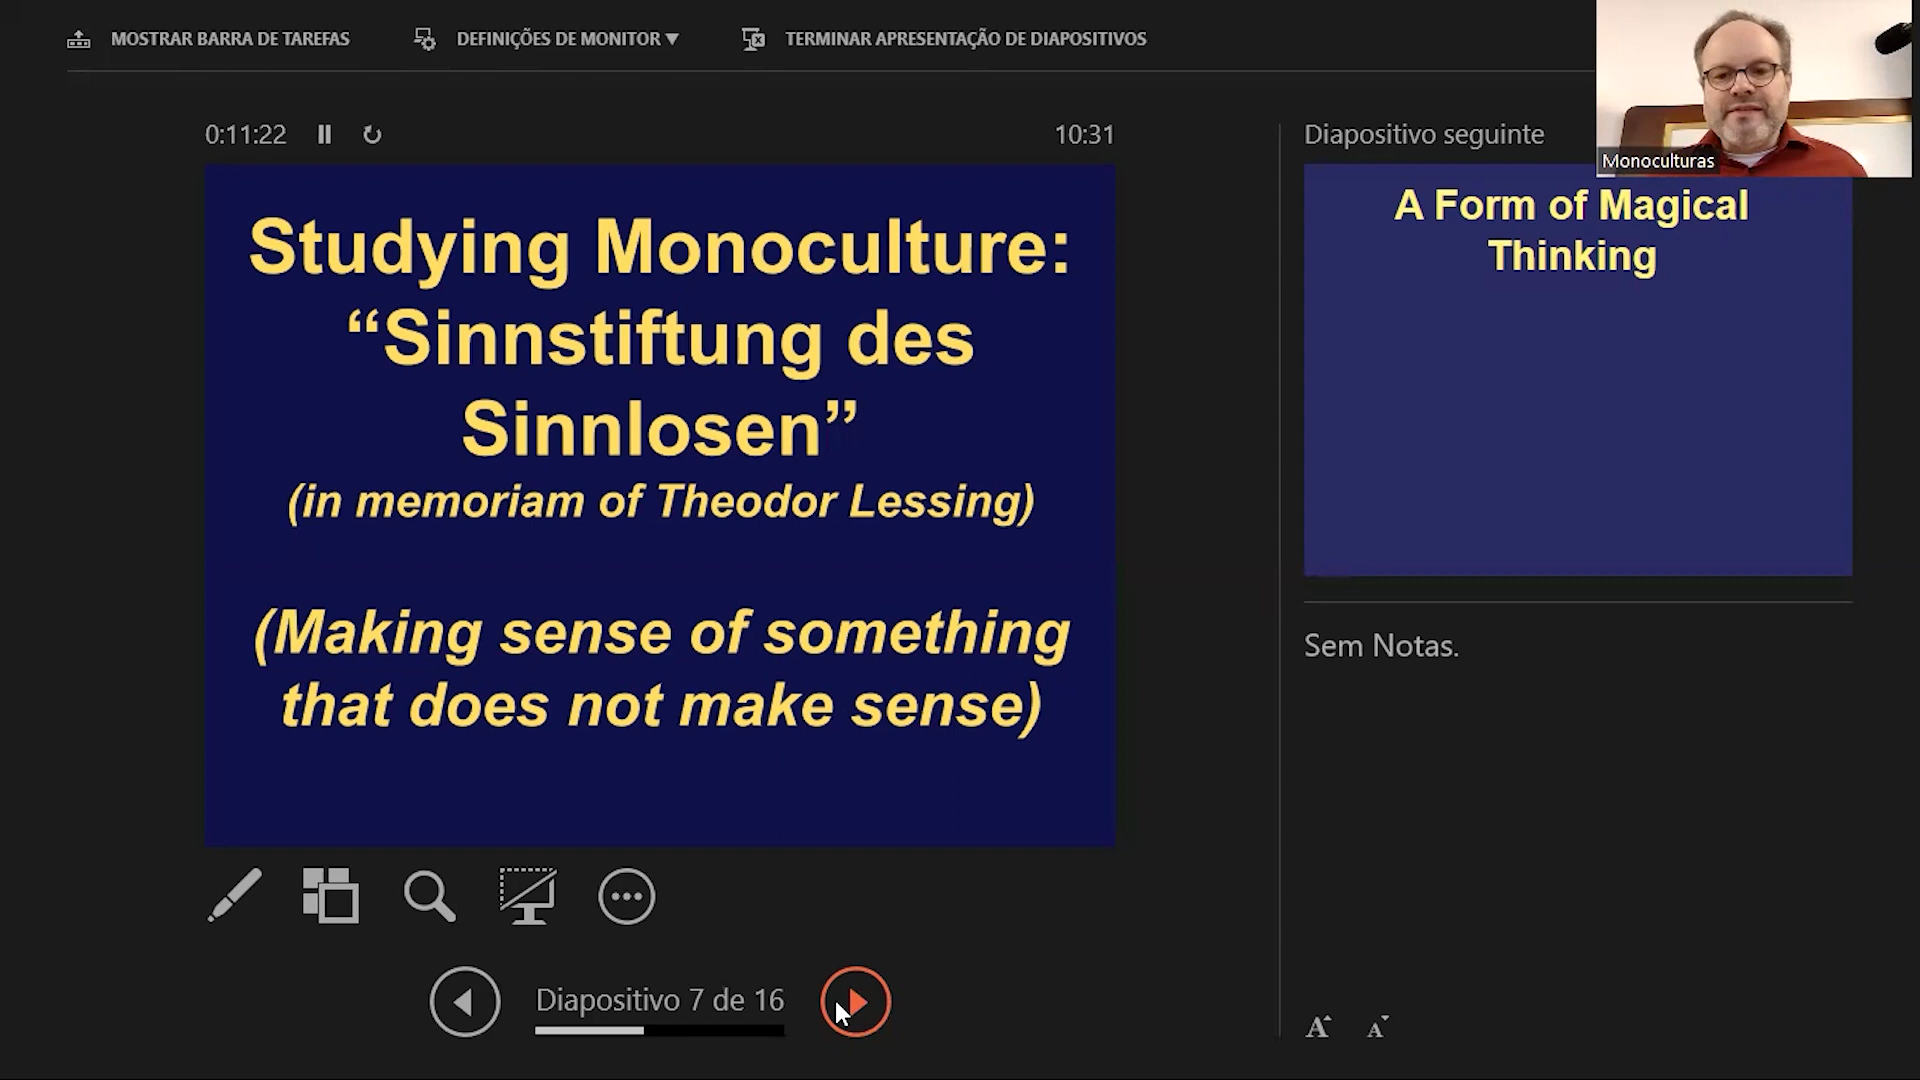 MOSTRAR BARRA DE TAREFAS
DEFINIÇÕES DE MONITOR
TERMINAR APRESENTAÇÃO DE DIAPOSITIVOS
0:11:22
10:31
Studying Monoculture:
“Sinnstiftung des
Sinnlosen”
(in memoriam of Theodor Lessing)
(Making sense of something
that does not make sense)
Diapositivo 7 de 16
Diapositivo seguinte
Monoculturas
A Form of Magical
Thinking
Sem Notas.
A A